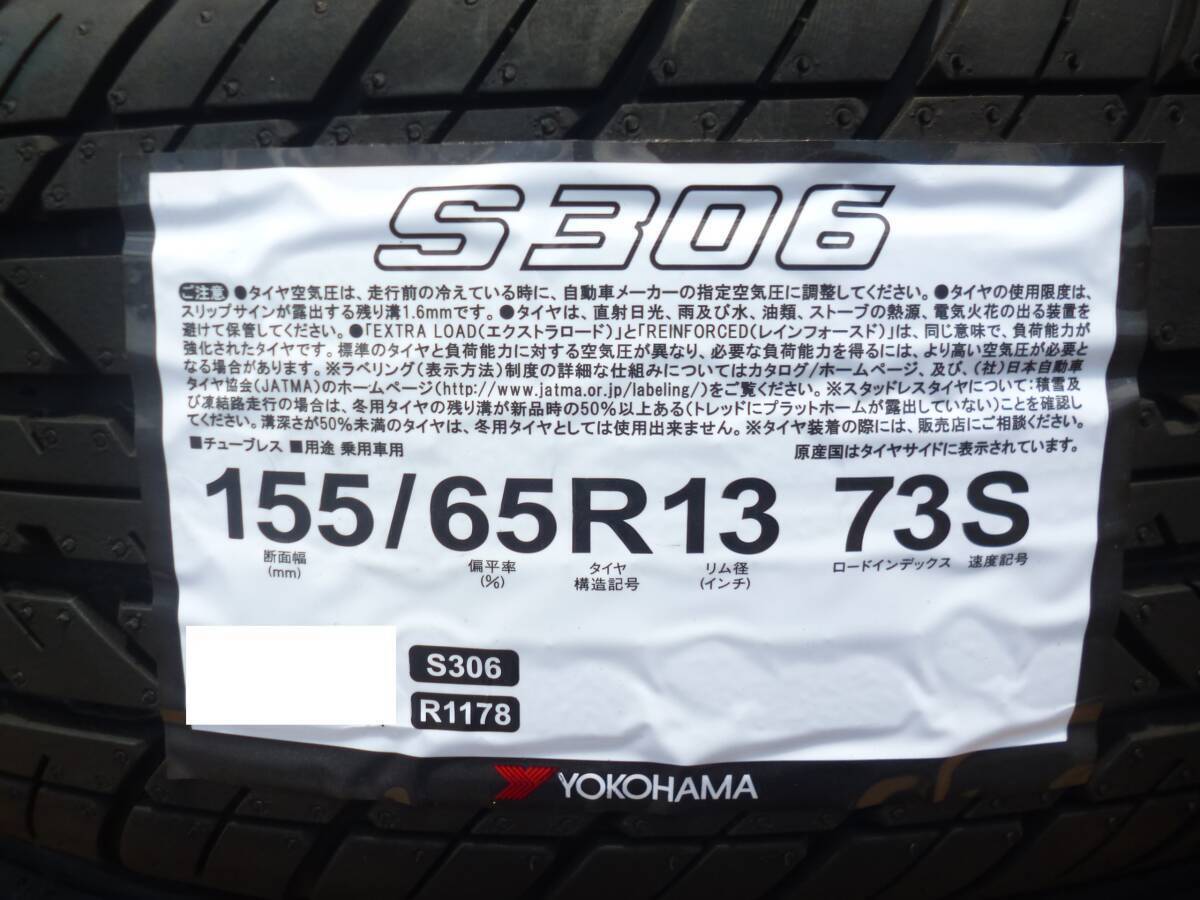 S306
ご注意 ●タイヤ空気圧は、走行前の冷えている時に、自動車メーカーの指定空気圧に調整してください。●タイヤの使用限度は、
スリップサインが露出する残り溝1.6mmです。●タイヤは、直射日光、雨及び水、油類、ストーブの熱源、電気火花の出る装置を
避けて保管してください。●「EXTRA LOAD(エクストラロード)」と「REINFORCED(レインフォースド)」は、同じ意味で、負荷能力が
強化されたタイヤです。標準のタイヤと負荷能力に対する空気圧が異なり、必要な負荷能力を得るには、より高い空気圧が必要と
なる場合があります。※ラベリング(表示方法)制度の詳細な仕組みについてはカタログ/ホームページ、及び、(社)日本自動車
タイヤ協会(JATMA)のホームページ(http://www.jatma.or.jp/labeling/)をご覧ください。※スタッドレスタイヤについて:積雪及
び凍結路走行の場合は、冬用タイヤの残り溝が新品時の50%以上ある(トレッドにプラットホームが露出していない)ことを確認し
てください。溝深さが50%未満のタイヤは、冬用タイヤとしては使用出来ません。※タイヤ装着の際には、販売店にご相談ください。
■チューブレス ■用途 乗用車用 原産国はタイヤサイドに表示されています。
155/65R13 73S
断面幅 偏平率 タイヤ リム径 ロードインデックス 速度記号
(mm) (%) 構造記号 (インチ)
S306
R1178
YOKOHAMA